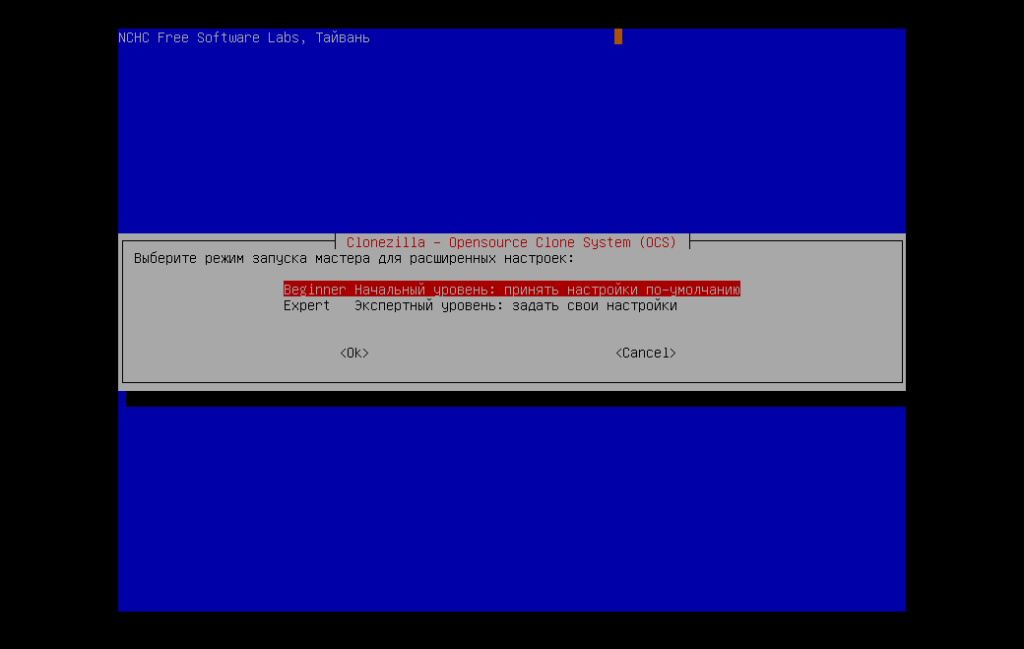 NCHC Free Software Labs, Тайвань
Clonezilla - Opensource Clone System (OCS)
Выберите режим запуска мастера для расширенных настроек:
Beginner Начальный уровень: принять настройки по-умолчанию
Expert Экспертный уровень: задать свои настройки
<Ok> <Cancel>